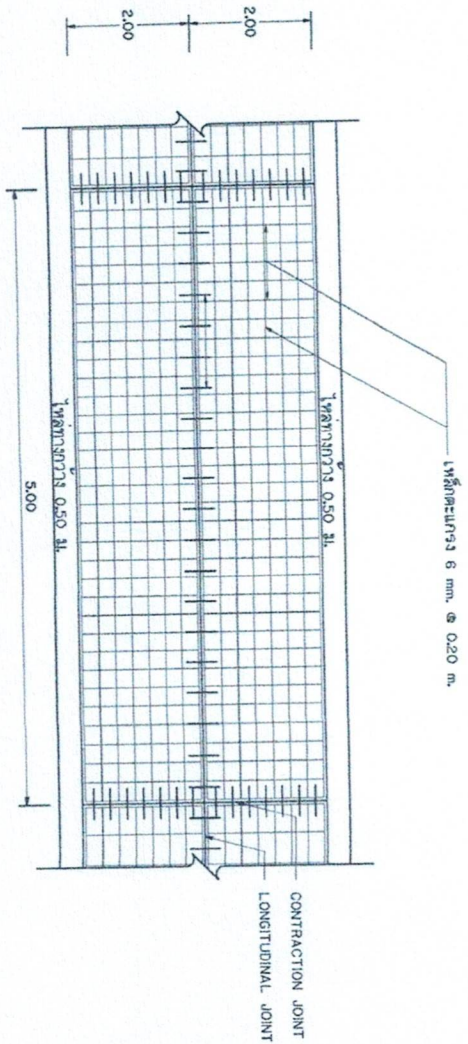 เหล็กตะแกรง 6 mm. @ 0.20 m.
2.00
2.00
ไหล่ทางกว้าง 0.50 ม.
ไหล่ทางกว้าง 0.50 ม.
5.00
CONTRACTION JOINT
LONGITUDINAL JOINT